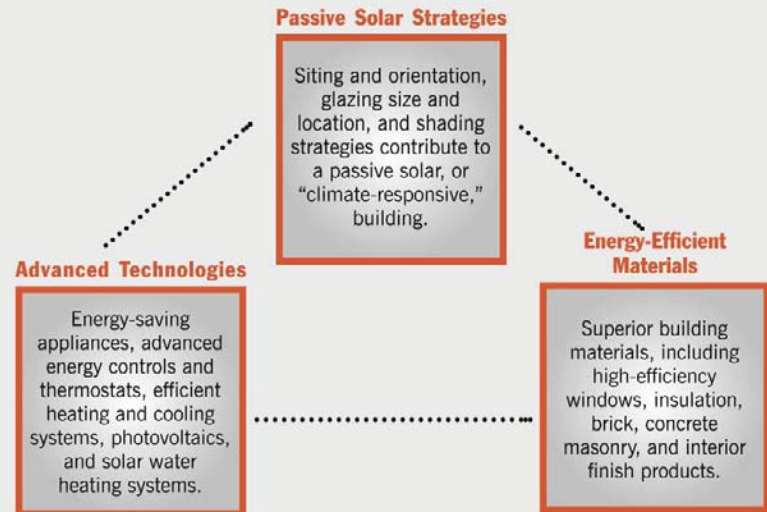 Passive Solar Strategies
Siting and orientation,
glazing size and
location, and shading
strategies contribute to
a passive solar, or
“climate-responsive,”
building.
Advanced Technologies
Energy-saving
appliances, advanced
energy controls and
thermostats, efficient
heating and cooling
systems, photovoltaics,
and solar water
heating systems.
Energy-Efficient
Materials
Superior building
materials, including
high-efficiency
windows, insulation,
brick, concrete
masonry, and interior
finish products.